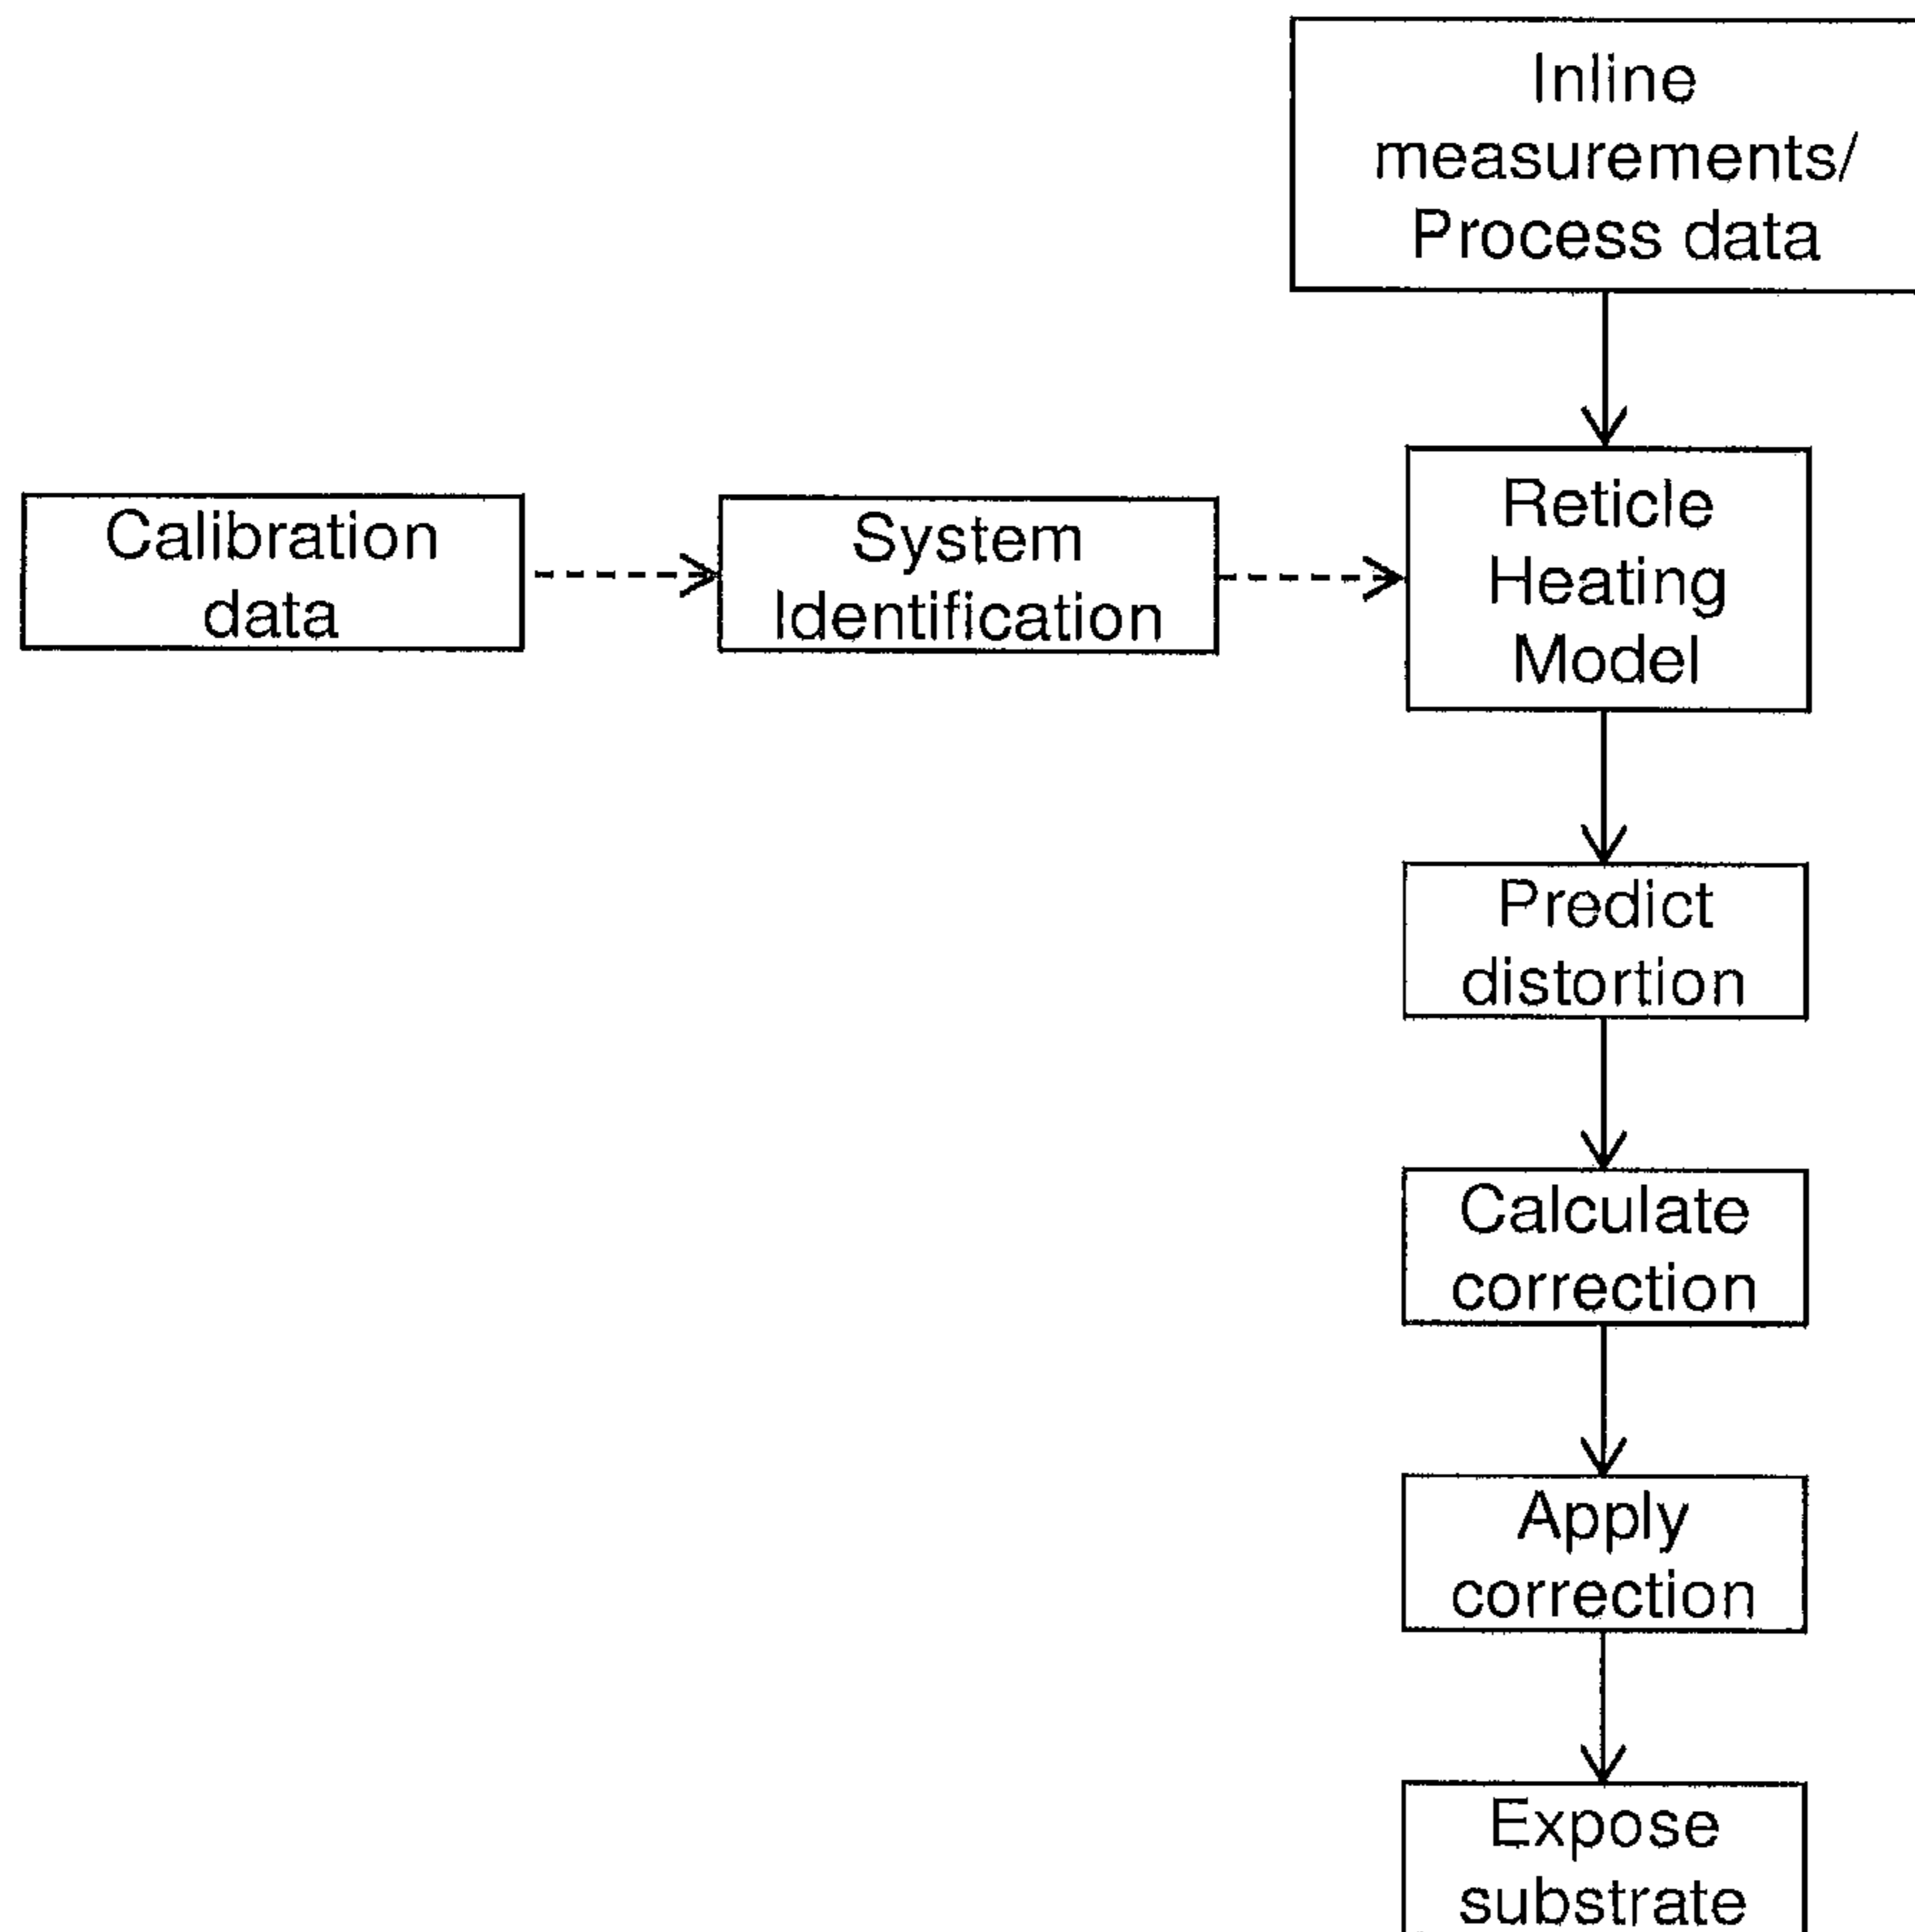 Inline
measurements/
Process data
Calibration
data
System
Identification
Reticle
Heating
Model
Predict
distortion
Calculate
correction
Apply
correction
Expose
substrate